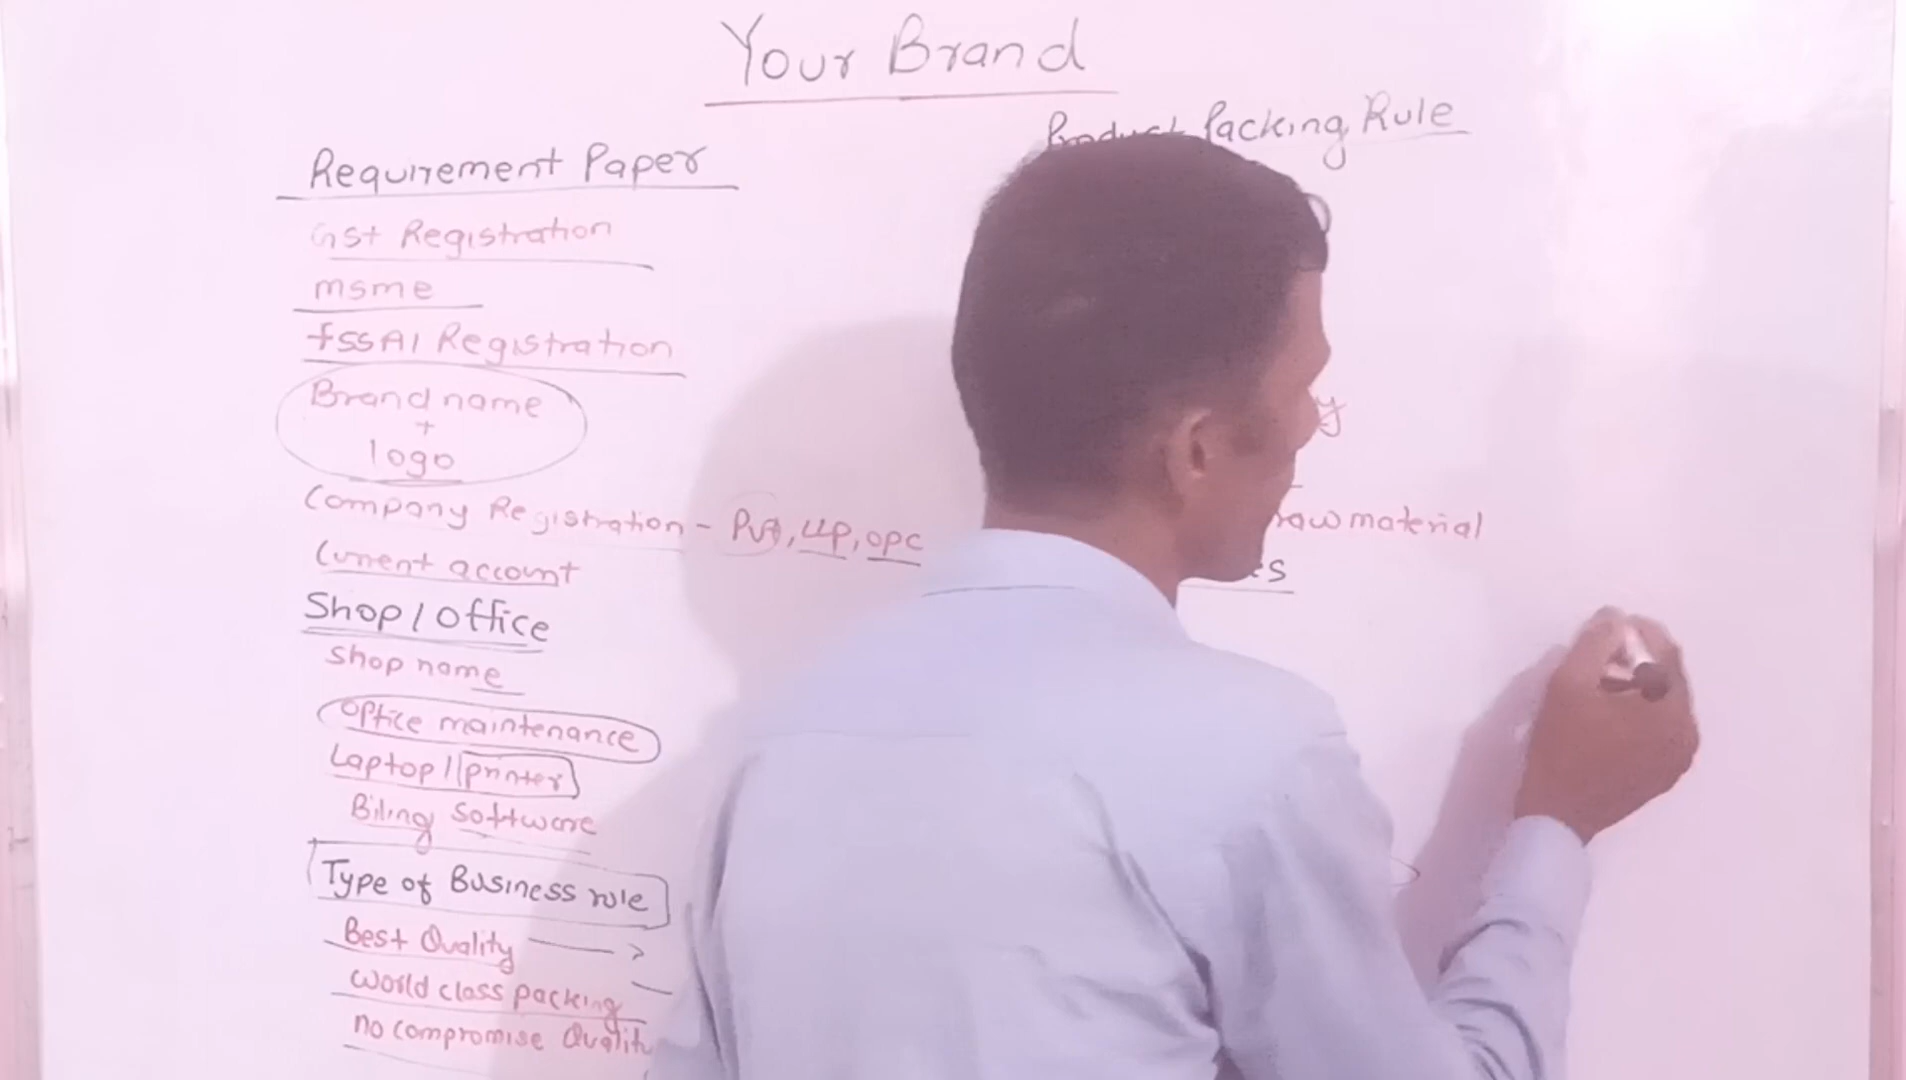 Your Brand
Requirement Paper
GST Registration
msme
fssAI Registration
Brand name
+
logo
Company Registration - Pvt, LLP, OPC
Current account
Shop / Office
Shop name
Office maintenance
Laptop / printer
Biling Software
Type of Business rule
Best Quality
World class packing
no compromise Quality
Product Packing Rule
raw material